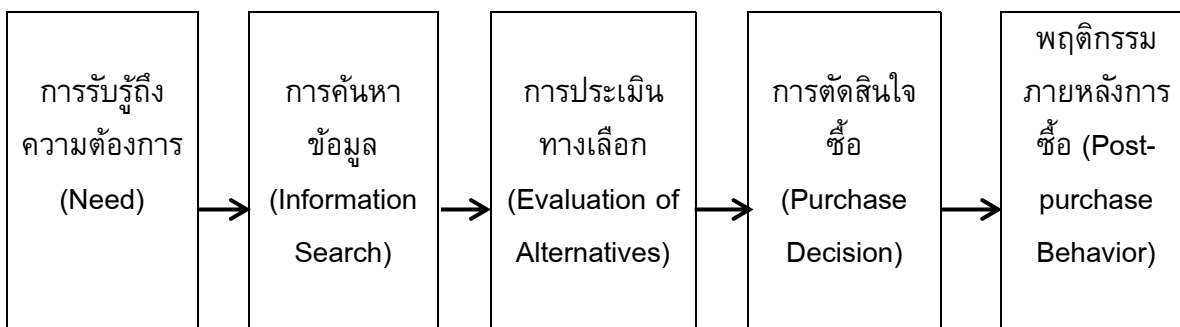 การรับรู้ถึง
ความต้องการ
(Need)
การค้นหา
ข้อมูล
(Information
Search)
การประเมิน
ทางเลือก
(Evaluation of
Alternatives)
การตัดสินใจ
ซื้อ
(Purchase
Decision)
พฤติกรรม
ภายหลังการ
ซื้อ (Post-
purchase
Behavior)